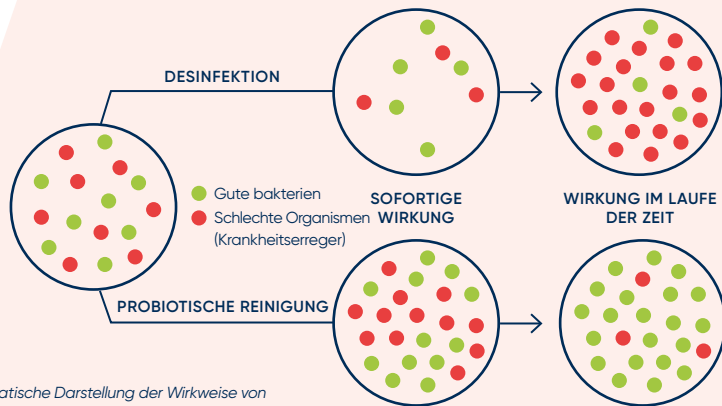 DESINFEKTION
Gute bakterien
Schlechte Organismen
(Krankheitserreger)
SOFORTIGE
WIRKUNG
WIRKUNG IM LAUFE
DER ZEIT
PROBIOTISCHE REINIGUNG
atische Darstellung der Wirkweise von